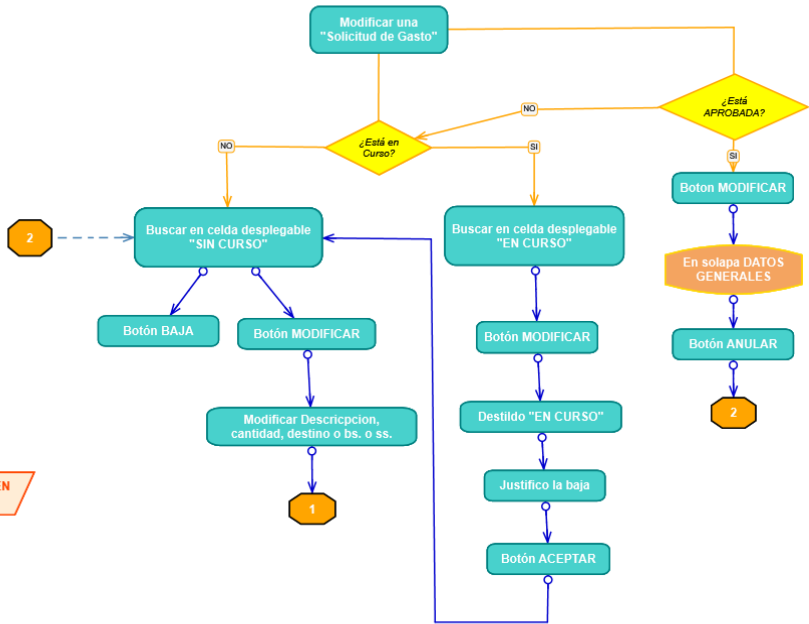 Modificar una
"Solicitud de Gasto"
¿Está
APROBADA?
NO
¿Está en
Curso?
NO
SI
SI
Boton MODIFICAR
2
Buscar en celda desplegable
"SIN CURSO"
Buscar en celda desplegable
"EN CURSO"
En solapa DATOS
GENERALES
Botón BAJA
Botón MODIFICAR
Botón MODIFICAR
Botón ANULAR
Modificar Descricpcion,
cantidad, destino o bs. o ss.
Destildo "EN CURSO"
2
EN
Justifico la baja
1
Botón ACEPTAR